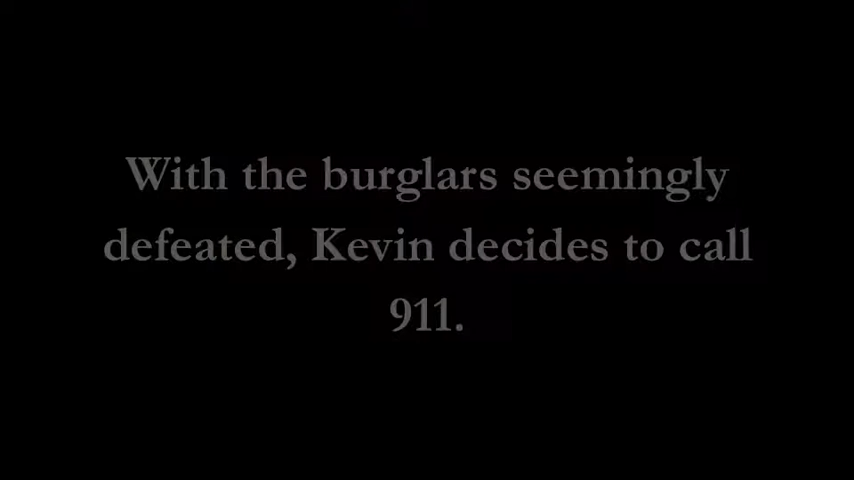 With the burglars seemingly
defeated, Kevin decides to call
911.